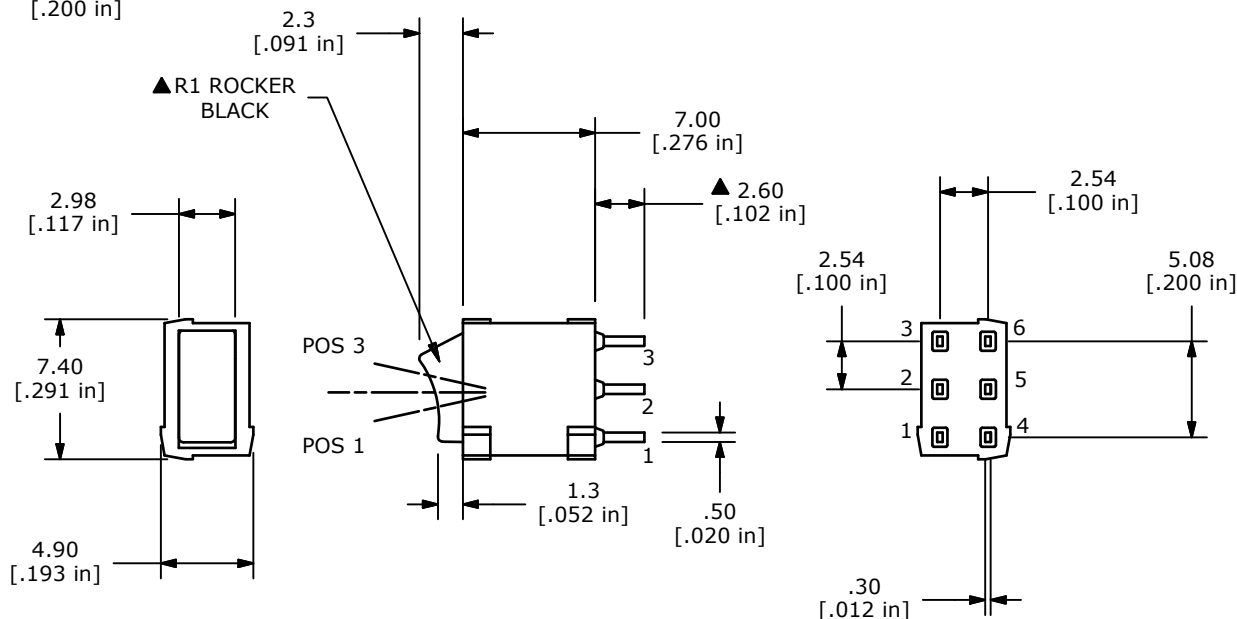 [.200 in]
2.3
[.091 in]
▲R1 ROCKER
BLACK
7.00
[.276 in]
▲ 2.60
[.102 in]
2.54
[.100 in]
2.98
[.117 in]
2.54
[.100 in]
5.08
[.200 in]
POS 3
POS 1
7.40
[.291 in]
3
2
1
3
6
2
5
1
4
1.3
[.052 in]
.50
[.020 in]
4.90
[.193 in]
.30
[.012 in]